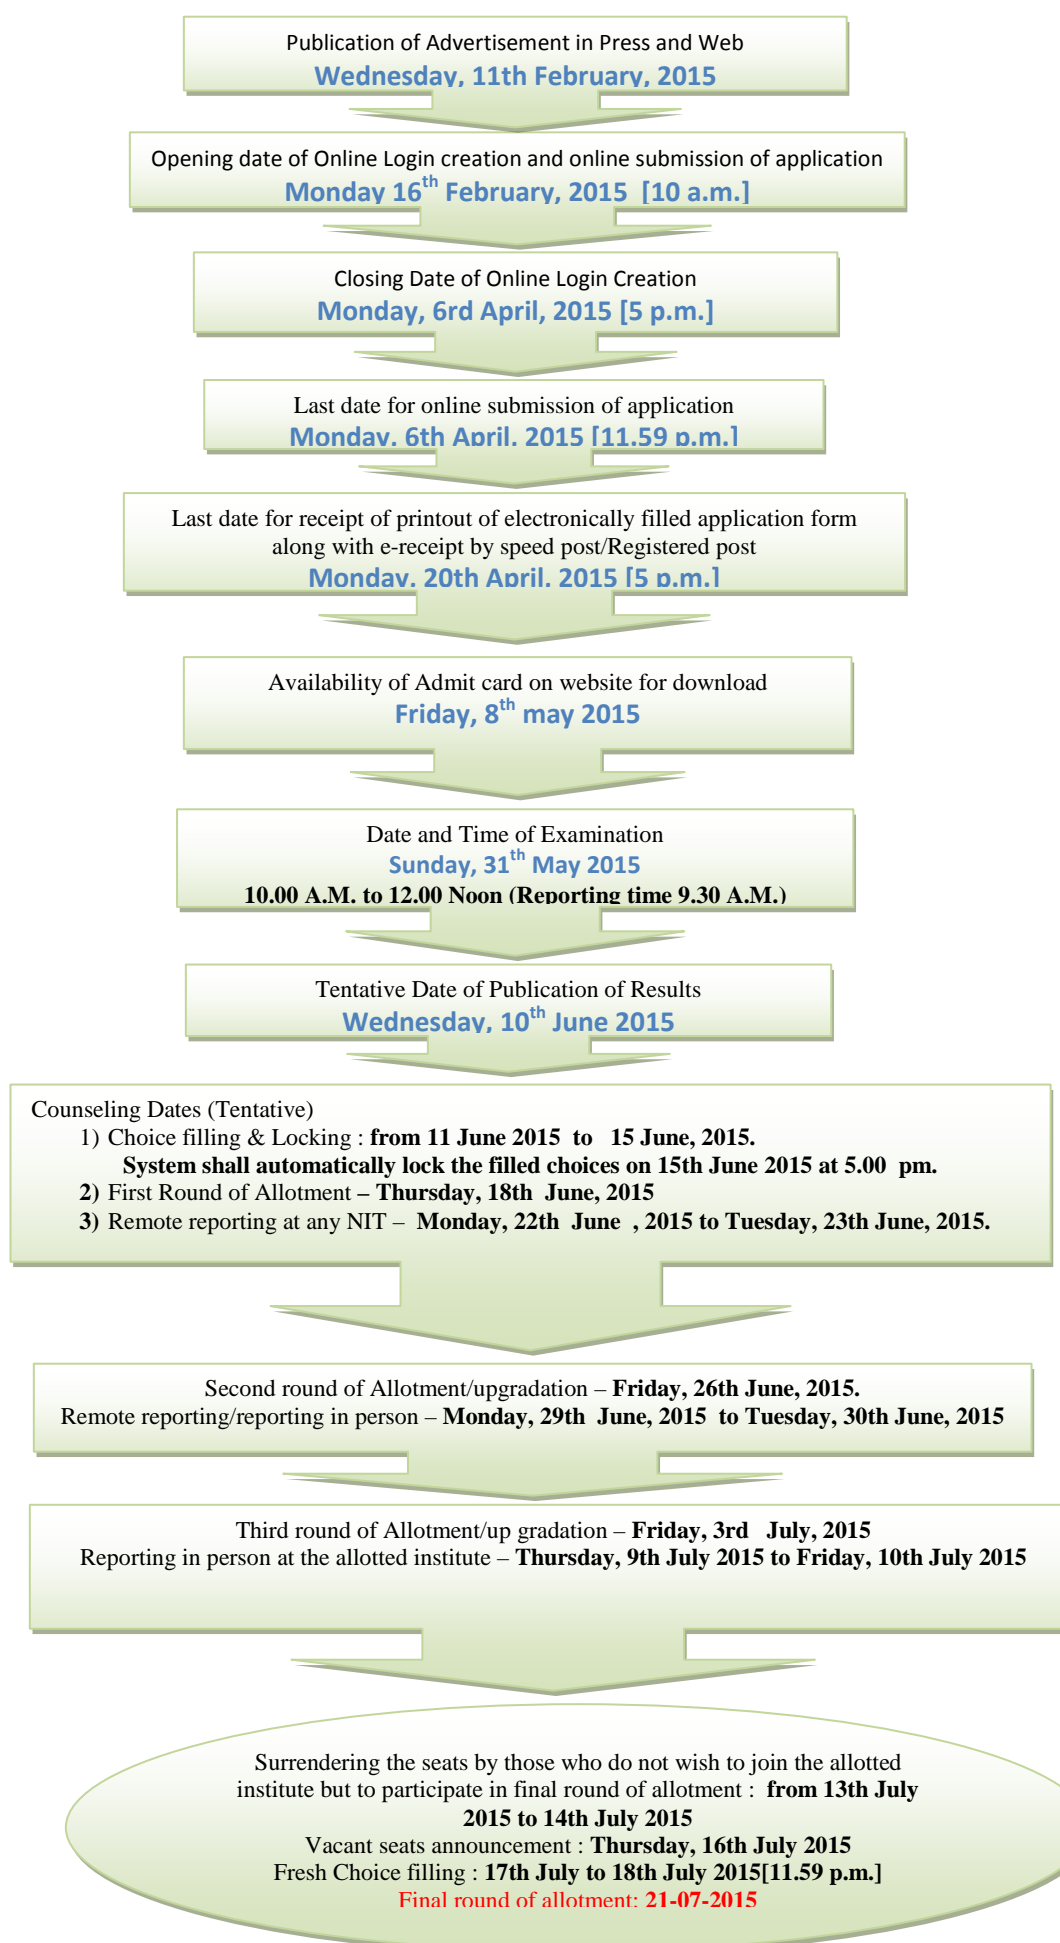 Publication of Advertisement in Press and Web
Wednesday, 11th February, 2015
Opening date of Online Login creation and online submission of application
Monday 16th February, 2015 [10 a.m.]
Closing Date of Online Login Creation
Monday, 6rd April, 2015 [5 p.m.]
Last date for online submission of application
Monday, 6th April, 2015 [11.59 p.m.]
Last date for receipt of printout of electronically filled application form
along with e-receipt by speed post/Registered post
Monday, 20th April, 2015 [5 p.m.]
Availability of Admit card on website for download
Friday, 8th may 2015
Date and Time of Examination
Sunday, 31th May 2015
10.00 A.M. to 12.00 Noon (Reporting time 9.30 A.M.)
Tentative Date of Publication of Results
Wednesday, 10th June 2015
Counseling Dates (Tentative)
1) Choice filling & Locking : from 11 June 2015 to 15 June, 2015.
System shall automatically lock the filled choices on 15th June 2015 at 5.00 pm.
2) First Round of Allotment – Thursday, 18th June, 2015
3) Remote reporting at any NIT – Monday, 22th June , 2015 to Tuesday, 23th June, 2015.
Second round of Allotment/upgradation – Friday, 26th June, 2015.
Remote reporting/reporting in person – Monday, 29th June, 2015 to Tuesday, 30th June, 2015
Third round of Allotment/up gradation – Friday, 3rd July, 2015
Reporting in person at the allotted institute – Thursday, 9th July 2015 to Friday, 10th July 2015
Surrendering the seats by those who do not wish to join the allotted
institute but to participate in final round of allotment : from 13th July
2015 to 14th July 2015
Vacant seats announcement : Thursday, 16th July 2015
Fresh Choice filling : 17th July to 18th July 2015[11.59 p.m.]
Final round of allotment: 21-07-2015